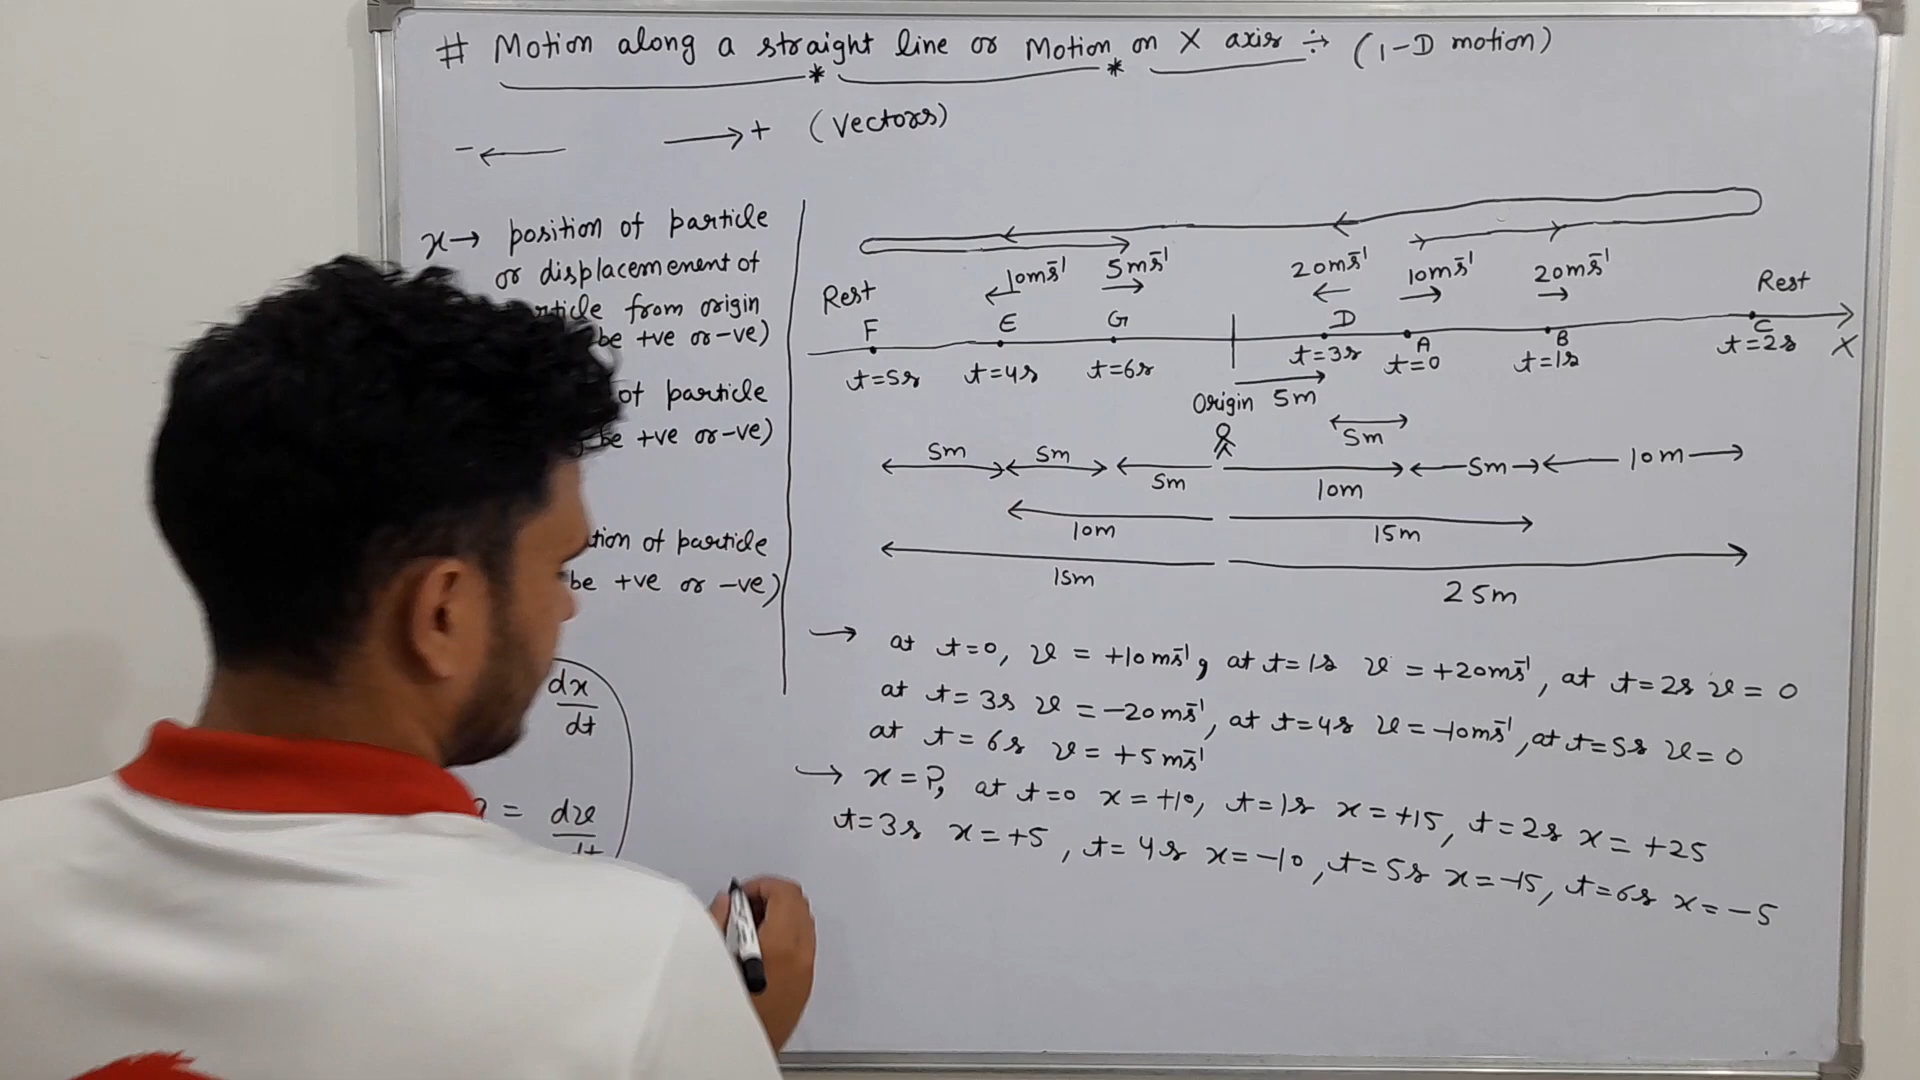 # Motion along a straight line or Motion on X axis ÷ (1-D motion)
- ← → + (Vectors)
x → position of particle
or displacemenent of
from origin
be +ve or -ve)
of particle
be +ve or -ve)
of particle
be +ve or -ve)
dx
dt
= dv
10ms⁻¹ 5ms⁻¹ 20ms⁻¹ 10ms⁻¹ 20ms⁻¹
Rest Rest
F E G D A B C
t=5s t=4s t=6s t=3s t=0 t=1s t=2s X
Origin 5m
5m
5m 5m 5m 10m 5m 10m
10m 15m
15m 25m
→ at t=0, v = +10ms⁻¹, at t=1s v = +20ms⁻¹, at t=2s v = 0
at t=3s v = -20ms⁻¹, at t=4s v = -10ms⁻¹, at t=5s v = 0
at t=6s v = +5ms⁻¹
→ x=?, at t=0 x=+10, t=1s x=+15, t=2s x=+25
t=3s x=+5, t=4s x=-10, t=5s x=-15, t=6s x=-5